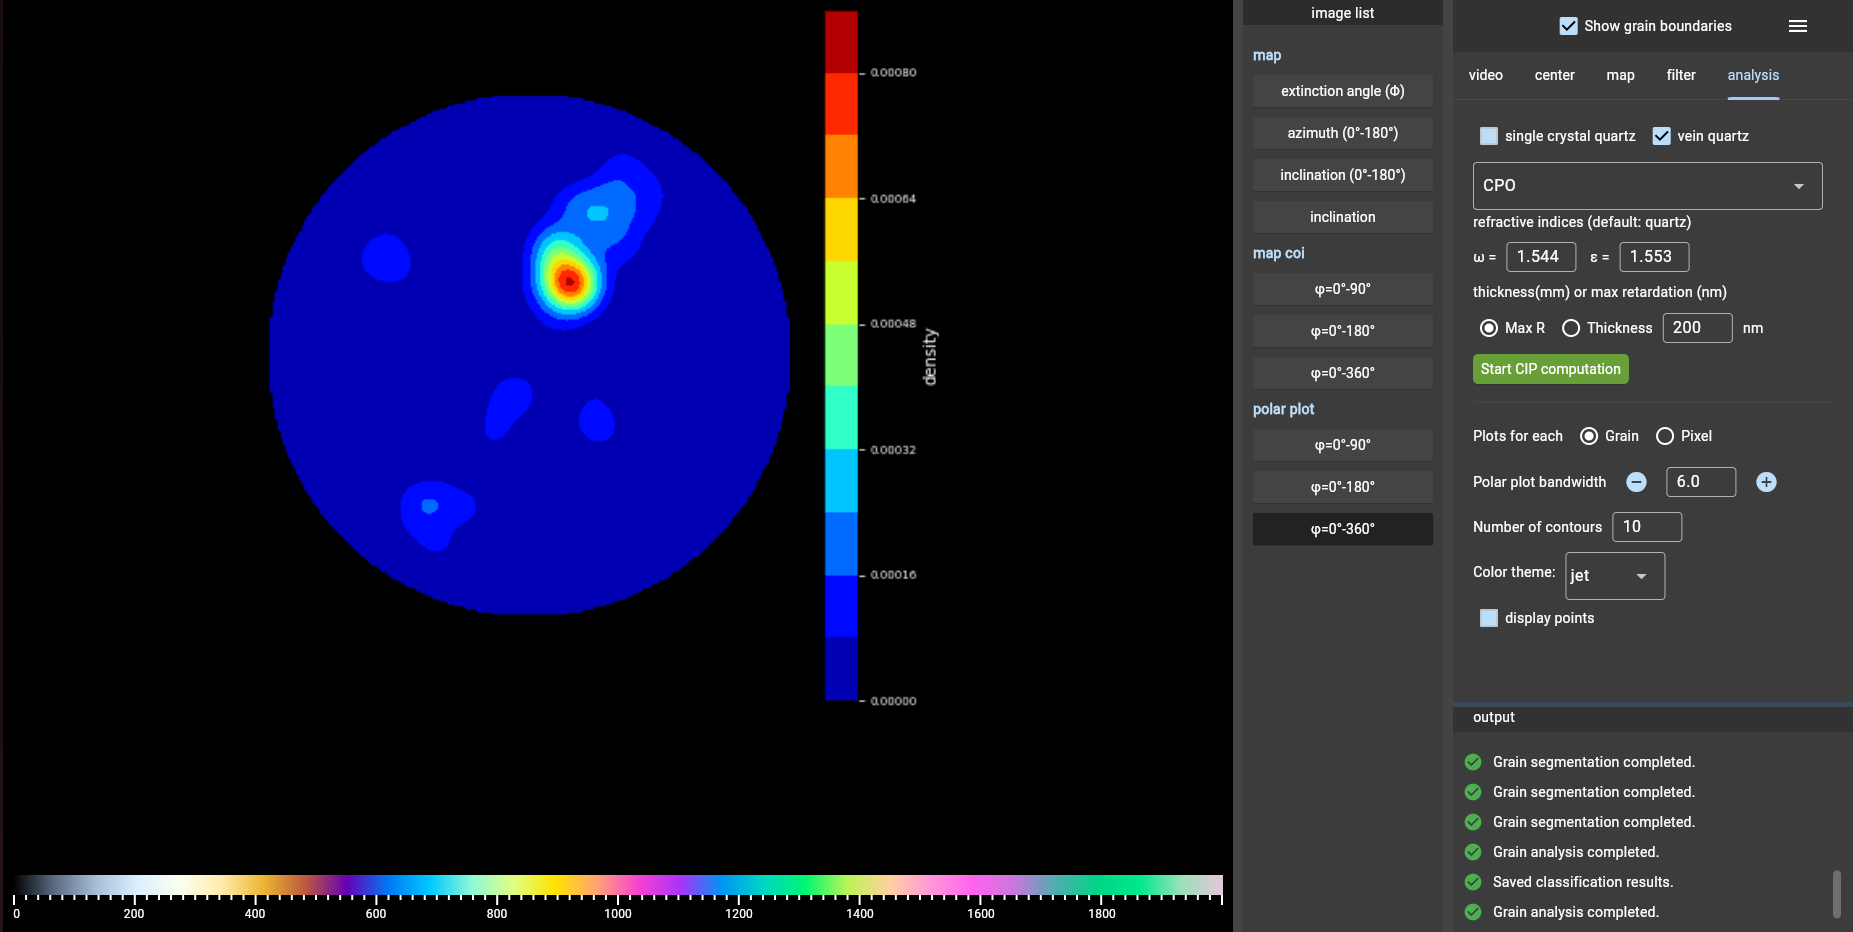 0.00080
0.00064
0.00048
0.00032
0.00016
0.00000
density
0 200 400 600 800 1000 1200 1400 1600 1800
image list
map
extinction angle (Φ)
azimuth (0°-180°)
inclination (0°-180°)
inclination
map coi
φ=0°-90°
φ=0°-180°
φ=0°-360°
polar plot
φ=0°-90°
φ=0°-180°
φ=0°-360°
Show grain boundaries
video center map filter analysis
single crystal quartz vein quartz
CPO
refractive indices (default: quartz)
ω = 1.544 ε = 1.553
thickness(mm) or max retardation (nm)
Max R Thickness 200 nm
Start CIP computation
Plots for each Grain Pixel
Polar plot bandwidth 6.0
Number of contours 10
Color theme: jet
display points
output
Grain segmentation completed.
Grain segmentation completed.
Grain segmentation completed.
Grain analysis completed.
Saved classification results.
Grain analysis completed.